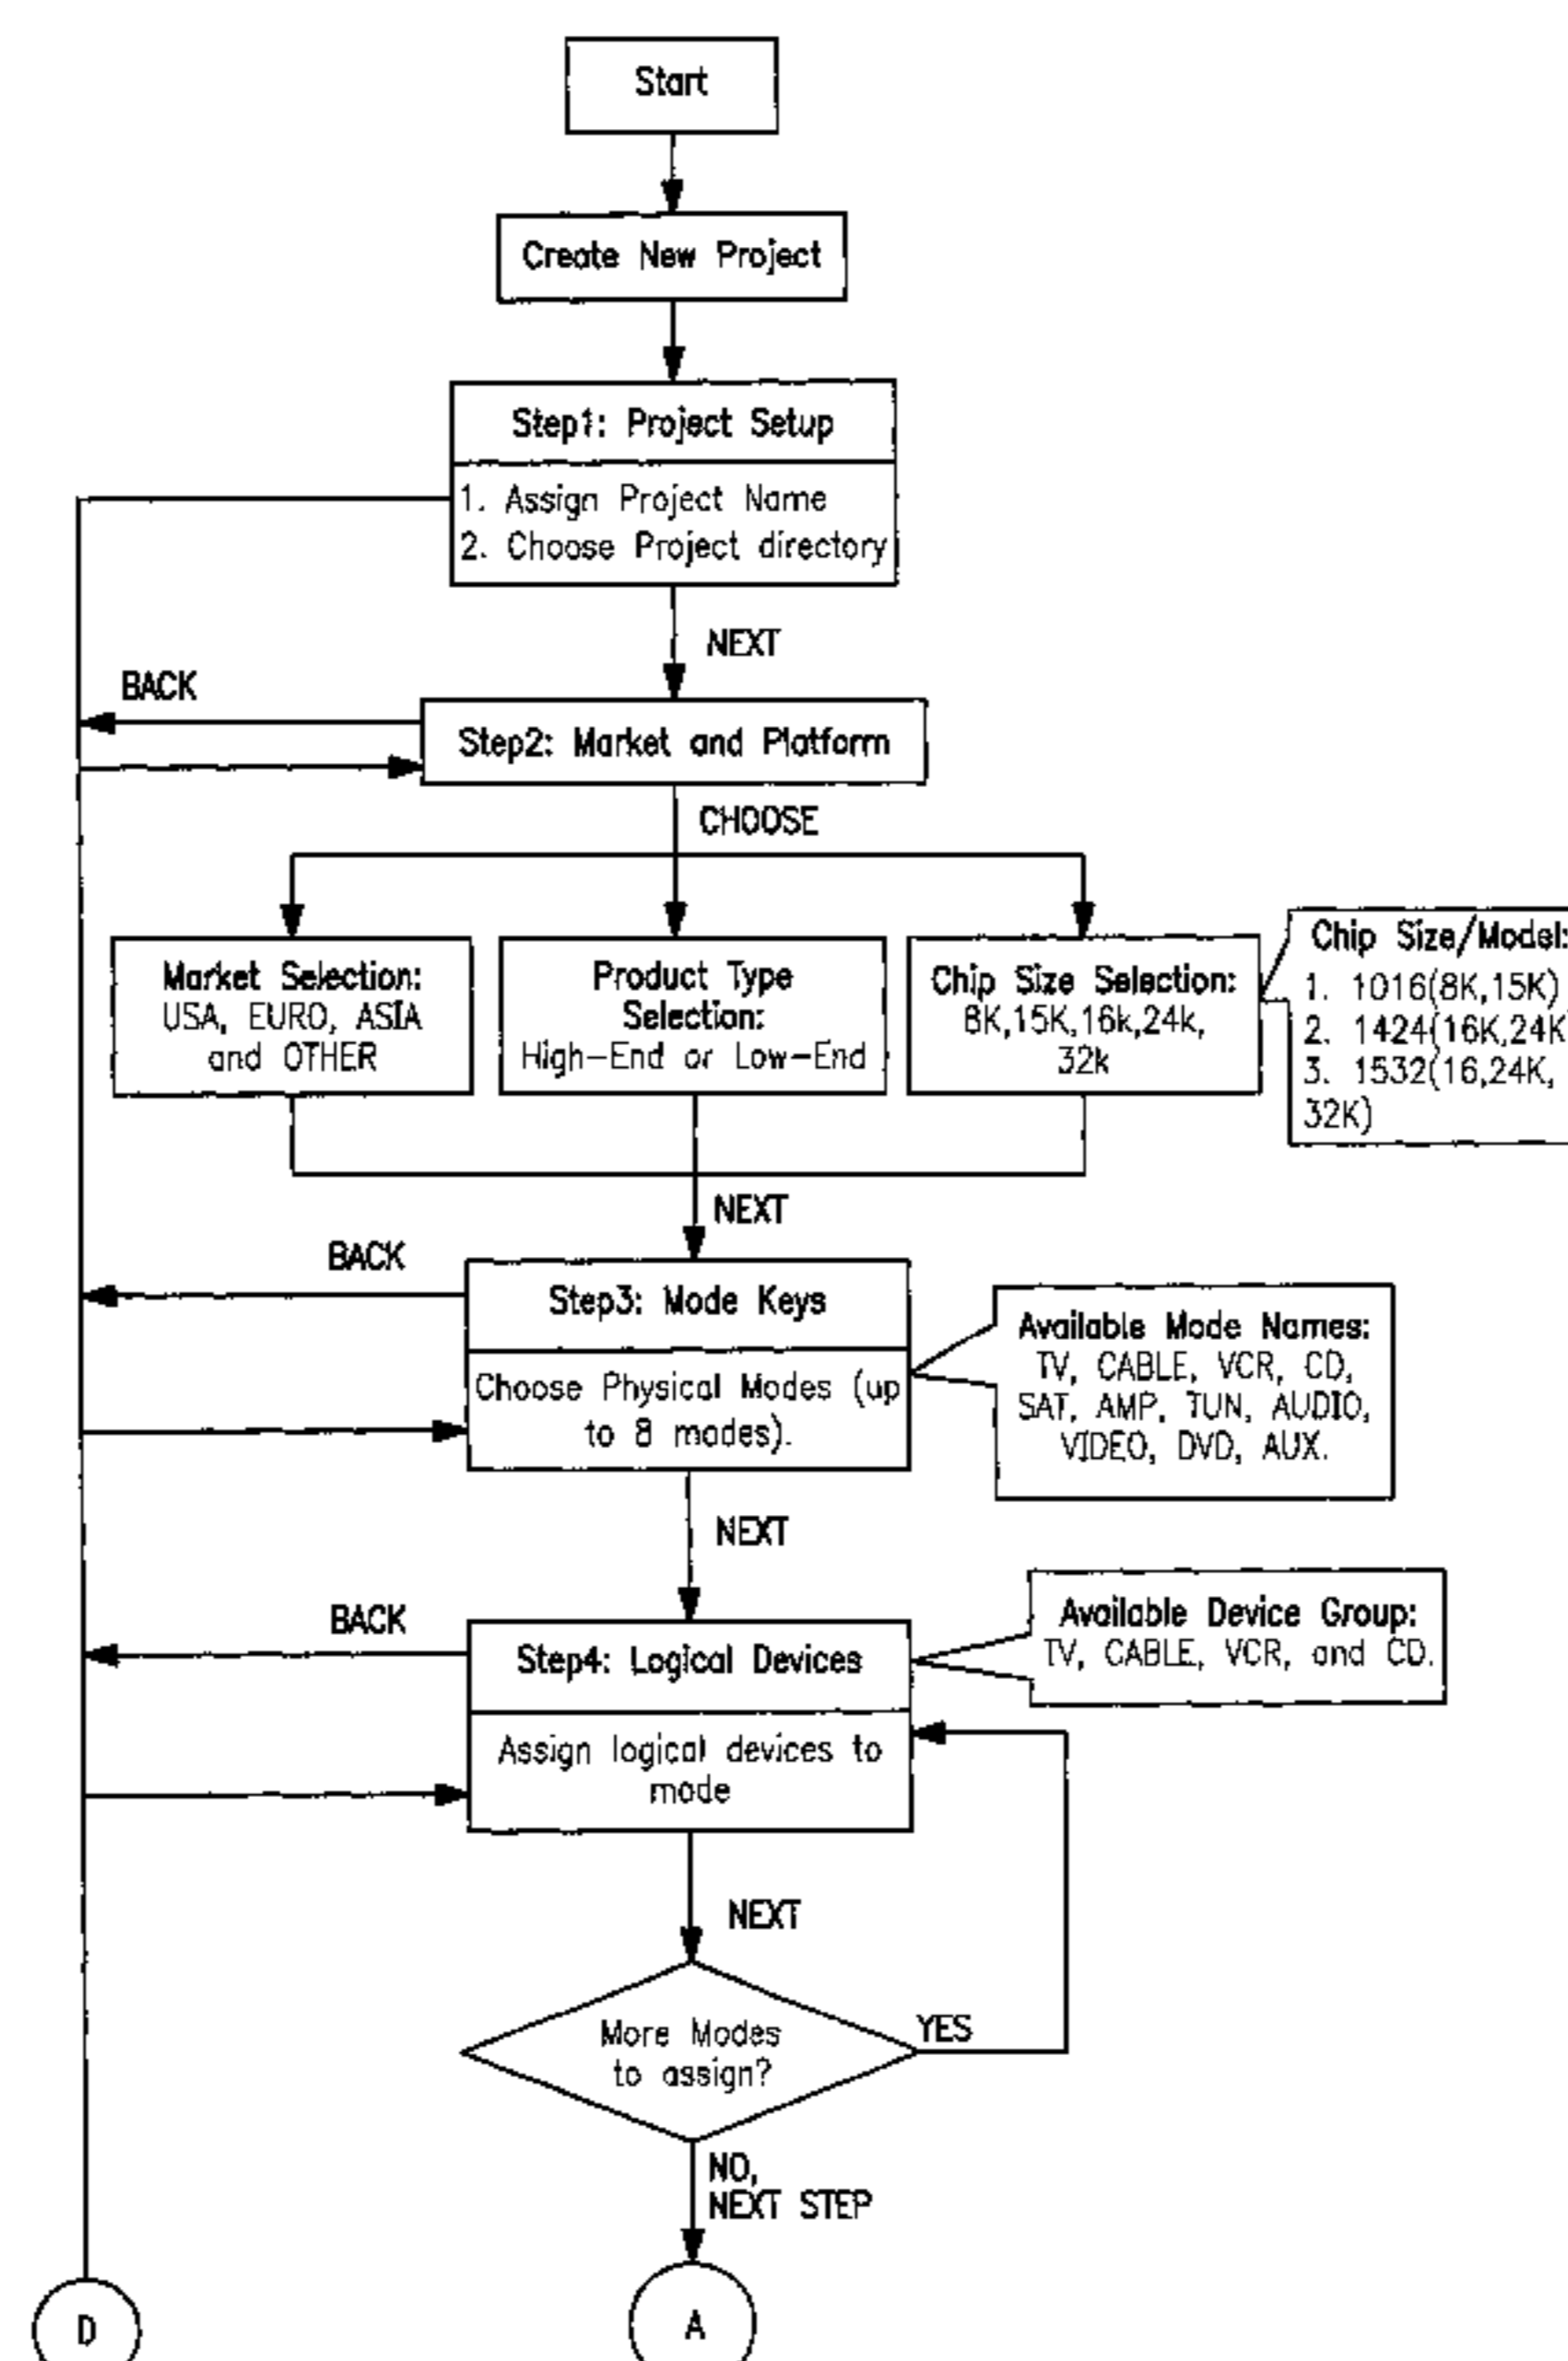 Start
Create New Project
Step1: Project Setup
1. Assign Project Name
2. Choose Project directory
NEXT
BACK
Step2: Market and Platform
CHOOSE
Market Selection:
USA, EURO, ASIA
and OTHER
Product Type
Selection:
High-End or Low-End
Chip Size Selection:
8K,15K,16k,24k,
32k
Chip Size/Model:
1. 1016(8K,15K)
2. 1424(16K,24K
3. 1532(16,24K,
32K)
NEXT
BACK
Step3: Mode Keys
Choose Physical Modes (up
to 8 modes).
Available Mode Names:
TV, CABLE, VCR, CD,
SAT, AMP, TUN, AUDIO,
VIDEO, DVD, AUX.
NEXT
BACK
Step4: Logical Devices
Assign logical devices to
mode
Available Device Group:
TV, CABLE, VCR, and CD.
NEXT
More Modes
to assign?
YES
NO,
NEXT STEP
D
A